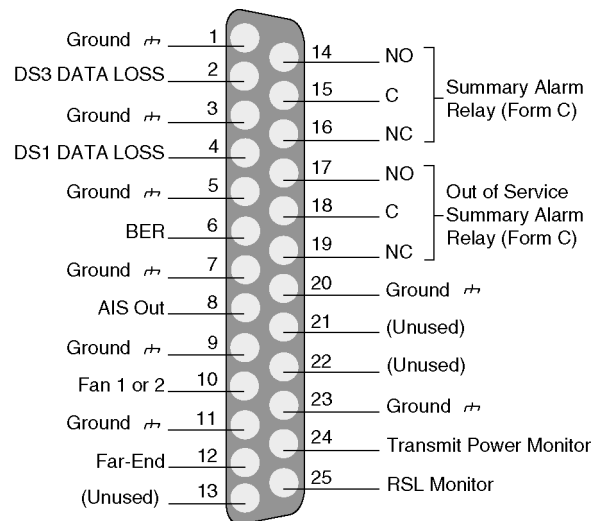 Ground 1
DS3 DATA LOSS 2
Ground 3
DS1 DATA LOSS 4
Ground 5
BER 6
Ground 7
AIS Out 8
Ground 9
Fan 1 or 2 10
Ground 11
Far-End 12
(Unused) 13
14 NO
15 C
16 NC
Summary Alarm
Relay (Form C)
17 NO
18 C
19 NC
Out of Service
Summary Alarm
Relay (Form C)
20 Ground
21 (Unused)
22 (Unused)
23 Ground
24 Transmit Power Monitor
25 RSL Monitor